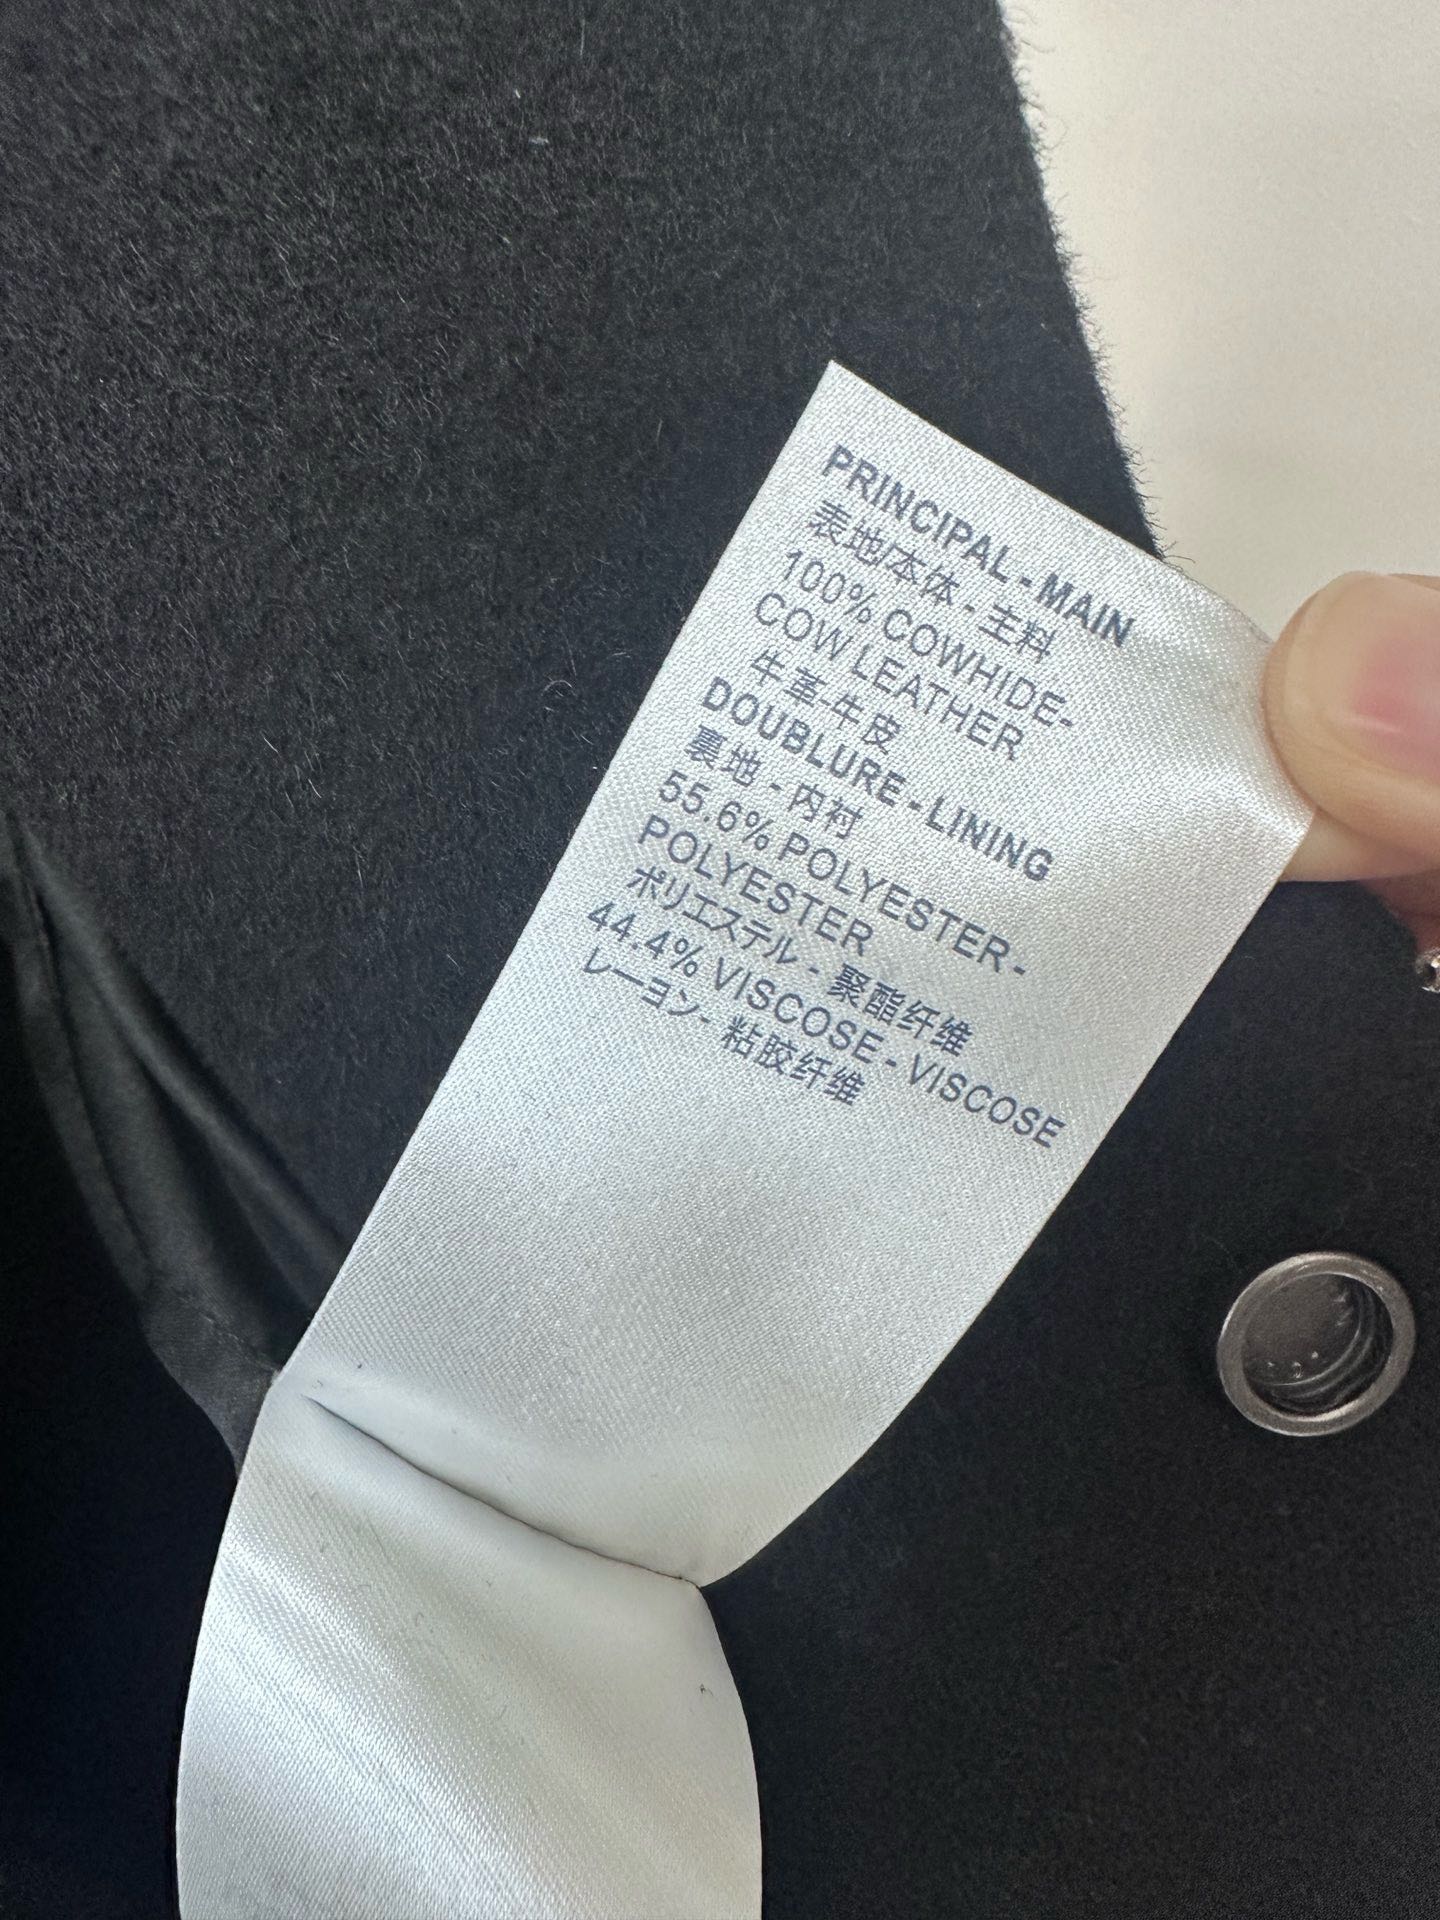 PRINCIPAL - MAIN
表地/本体 - 主料
100% COWHIDE-
COW LEATHER
牛革-牛皮
DOUBLURE - LINING
裏地 - 内衬
55.6% POLYESTER -
POLYESTER
ポリエステル - 聚酯纤维
44.4% VISCOSE - VISCOSE
レーヨン- 粘胶纤维